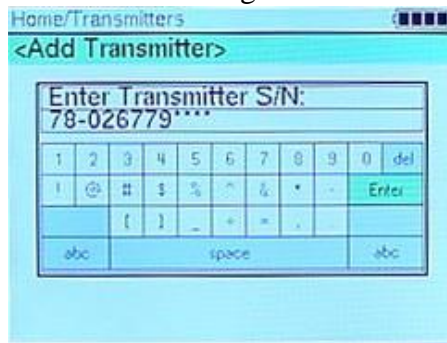 Home/Transmitters
<Add Transmitter>
Enter Transmitter S/N:
78-026779****
1 2 3 4 5 6 7 8 9 0 del
! @ # $ % ^ & * - Enter
_ + =
abc space abc